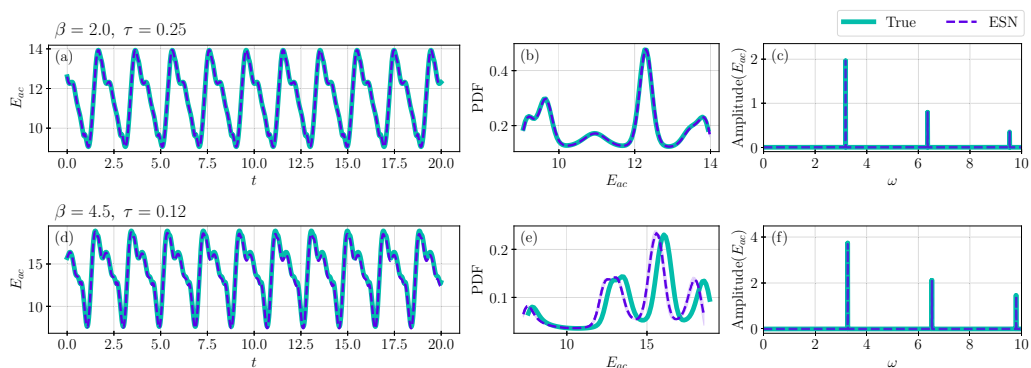 True ESN
β = 2.0, τ = 0.25
(a)
E_ac
14
12
10
0.0 2.5 5.0 7.5 10.0 12.5 15.0 17.5 20.0
t
(b)
PDF
0.4
0.2
10 12 14
E_ac
(c)
Amplitude(E_ac)
2
1
0
0 2 4 6 8 10
ω
β = 4.5, τ = 0.12
(d)
E_ac
15
10
0.0 2.5 5.0 7.5 10.0 12.5 15.0 17.5 20.0
t
(e)
PDF
0.2
0.1
10 15
E_ac
(f)
Amplitude(E_ac)
4
2
0
0 2 4 6 8 10
ω